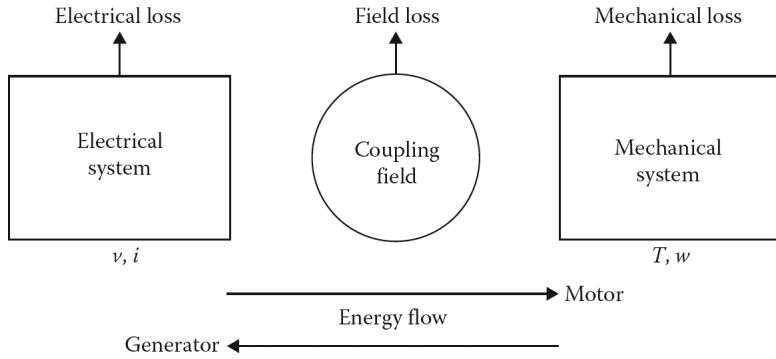 Electrical loss
Field loss
Mechanical loss
Electrical
system
Coupling
field
Mechanical
system
v, i
T, w
Motor
Energy flow
Generator